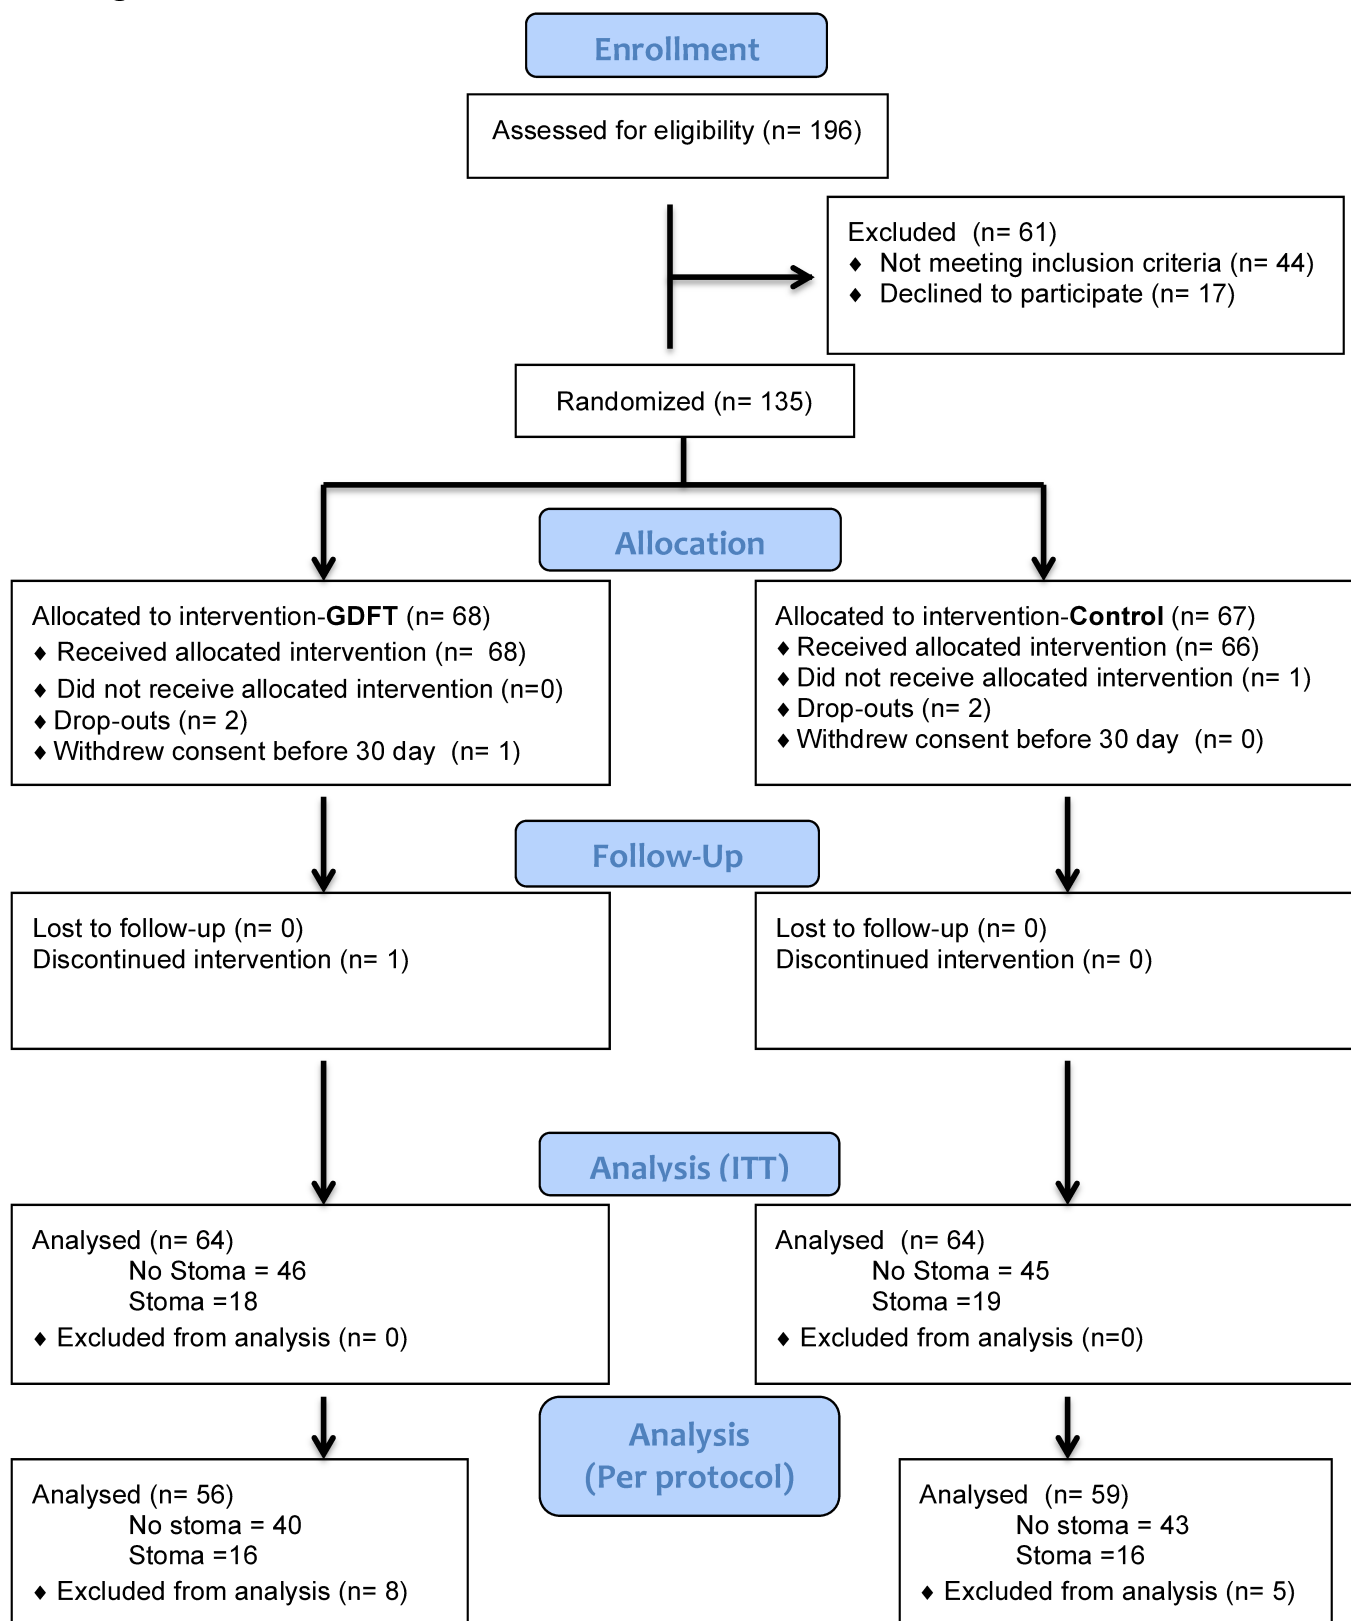 Enrollment
Assessed for eligibility (n= 196)
Excluded (n= 61)
♦ Not meeting inclusion criteria (n= 44)
♦ Declined to participate (n= 17)
Randomized (n= 135)
Allocation
Allocated to intervention-GDFT (n= 68)
♦ Received allocated intervention (n= 68)
♦ Did not receive allocated intervention (n=0)
♦ Drop-outs (n= 2)
♦ Withdrew consent before 30 day (n= 1)
Allocated to intervention-Control (n= 67)
♦ Received allocated intervention (n= 66)
♦ Did not receive allocated intervention (n= 1)
♦ Drop-outs (n= 2)
♦ Withdrew consent before 30 day (n= 0)
Follow-Up
Lost to follow-up (n= 0)
Discontinued intervention (n= 1)
Lost to follow-up (n= 0)
Discontinued intervention (n= 0)
Analysis (ITT)
Analysed (n= 64)
No Stoma = 46
Stoma =18
♦ Excluded from analysis (n= 0)
Analysed (n= 64)
No Stoma = 45
Stoma =19
♦ Excluded from analysis (n=0)
Analysis
(Per protocol)
Analysed (n= 56)
No stoma = 40
Stoma =16
♦ Excluded from analysis (n= 8)
Analysed (n= 59)
No stoma = 43
Stoma =16
♦ Excluded from analysis (n= 5)